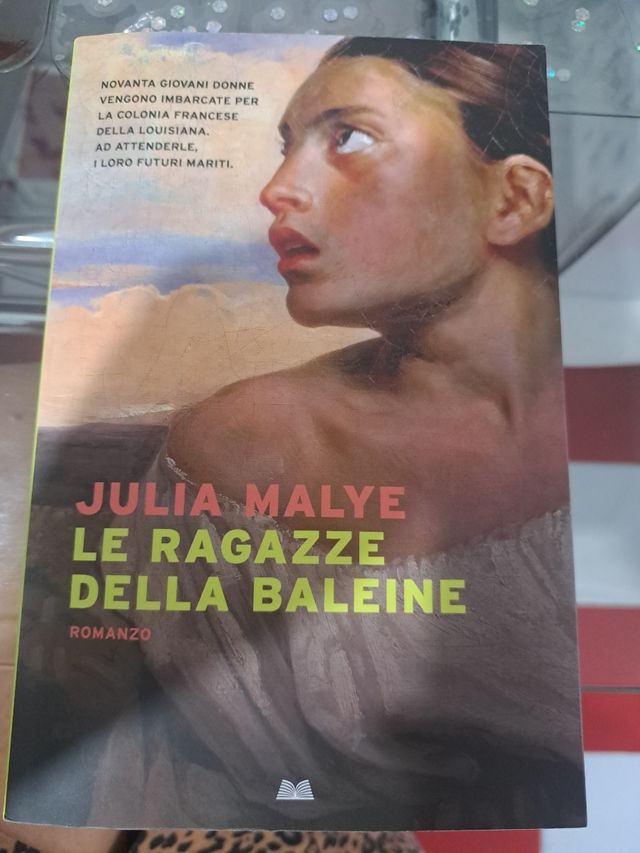 NOVANTA GIOVANI DONNE
VENGONO IMBARCATE PER
LA COLONIA FRANCESE
DELLA LOUISIANA.
AD ATTENDERLE,
I LORO FUTURI MARITI.
JULIA MALYE
LE RAGAZZE
DELLA BALEINE
ROMANZO